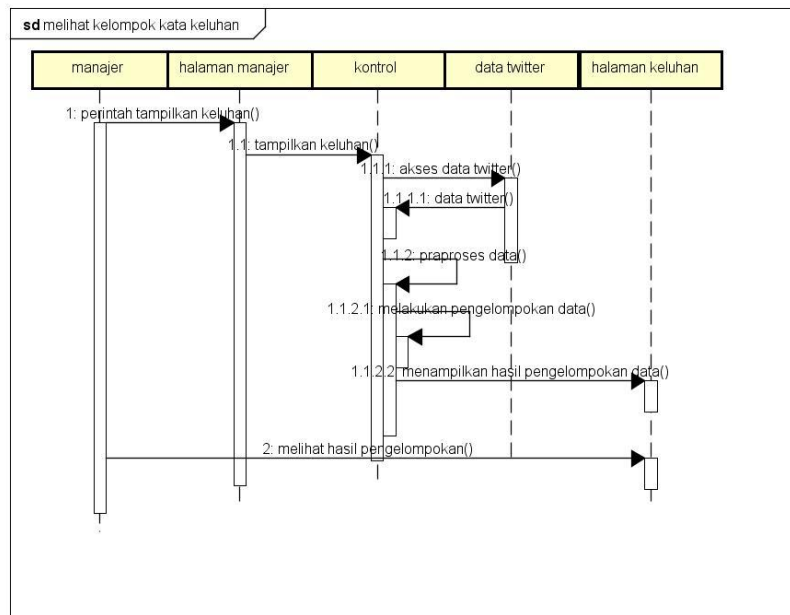 sd melihat kelompok kata keluhan
manajer
halaman manajer
kontrol
data twitter
halaman keluhan
1: perintah tampilkan keluhan()
1.1: tampilkan keluhan()
1.1.1: akses data twitter()
1.1.1.1: data twitter()
1.1.2: praproses data()
1.1.2.1: melakukan pengelompokan data()
1.1.2.2: menampilkan hasil pengelompokan data()
2: melihat hasil pengelompokan()